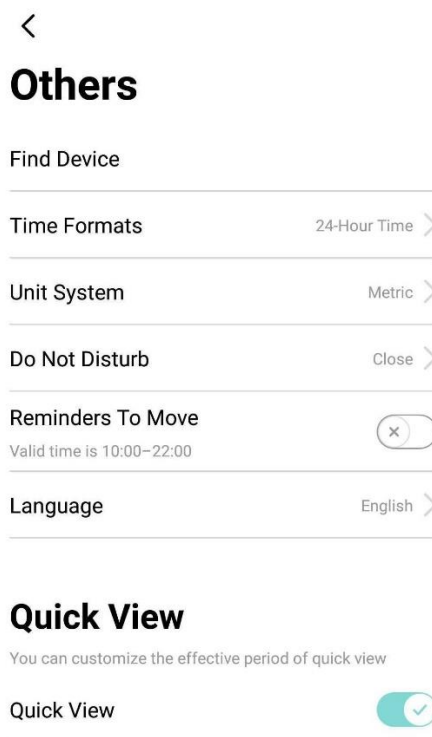 Others
Find Device
Time Formats 24-Hour Time
Unit System Metric
Do Not Disturb Close
Reminders To Move
Valid time is 10:00-22:00
Language English
Quick View
You can customize the effective period of quick view
Quick View